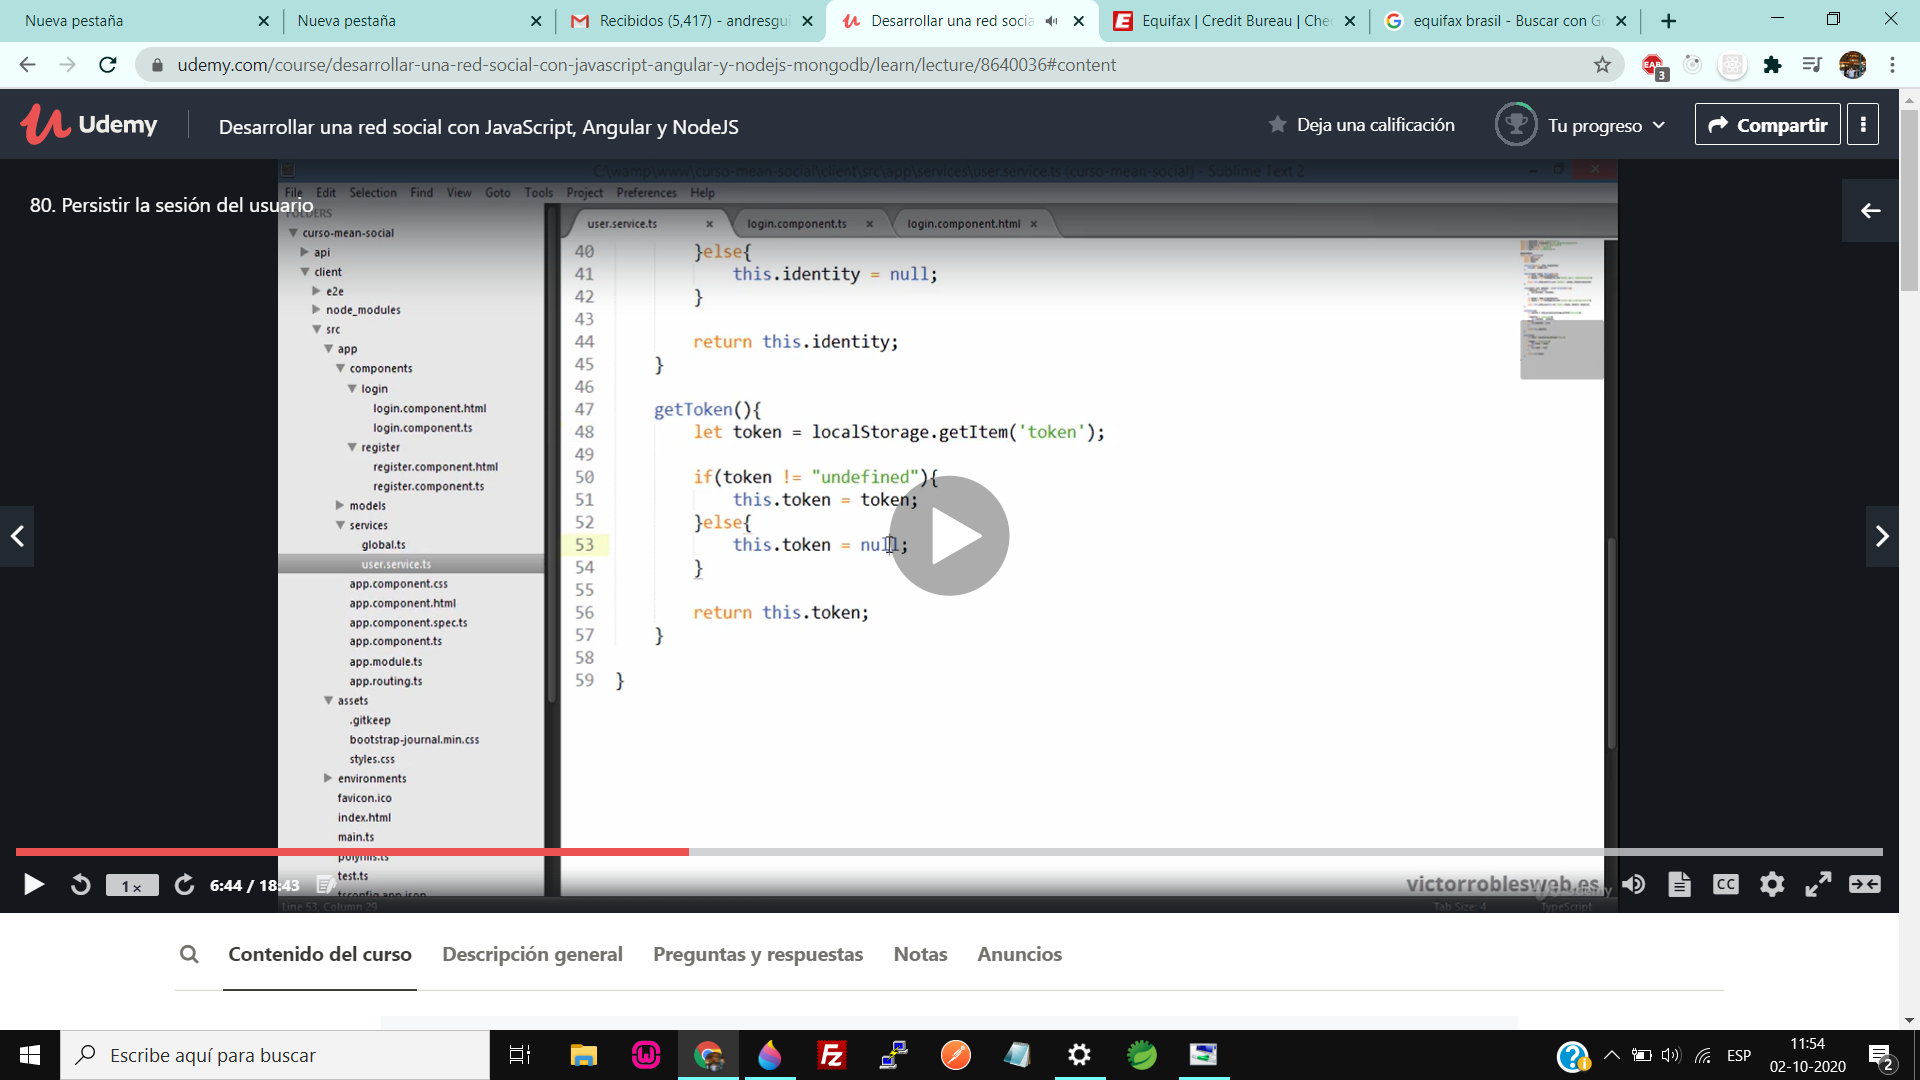 Nueva pestaña
Nueva pestaña
Recibidos (5,417) - andresgui
Desarrollar una red socia
Equifax | Credit Bureau | Chec
equifax brasil - Buscar con Go
udemy.com/course/desarrollar-una-red-social-con-javascript-angular-y-nodejs-mongodb/learn/lecture/8640036#content
3
Udemy
Desarrollar una red social con JavaScript, Angular y NodeJS
Deja una calificación
Tu progreso
Compartir
C:\wamp\www\curso-mean-social\client\src\app\services\user.service.ts (curso-mean-social) - Sublime Text 2
File Edit Selection Find View Goto Tools Project Preferences Help
80. Persistir la sesión del usuario
FOLDERS
curso-mean-social
api
client
e2e
node_modules
src
app
components
login
login.component.html
login.component.ts
register
register.component.html
register.component.ts
models
services
global.ts
user.service.ts
app.component.css
app.component.html
app.component.spec.ts
app.component.ts
app.module.ts
app.routing.ts
assets
.gitkeep
bootstrap-journal.min.css
styles.css
environments
favicon.ico
index.html
main.ts
polyfills.ts
test.ts
tsconfig.app.json
user.service.ts
login.component.ts
login.component.html
40 }else{
41 this.identity = null;
42 }
43
44 return this.identity;
45 }
46
47 getToken(){
48 let token = localStorage.getItem('token');
49
50 if(token != "undefined"){
51 this.token = token;
52 }else{
53 this.token = null;
54 }
55
56 return this.token;
57 }
58
59 }
victorroblesweb.es
Udemy
1x
6:44 / 18:43
CC
Line 53, Column 29
Tab Size: 4
TypeScript
Contenido del curso
Descripción general
Preguntas y respuestas
Notas
Anuncios
Escribe aquí para buscar
ESP
11:54
02-10-2020
2